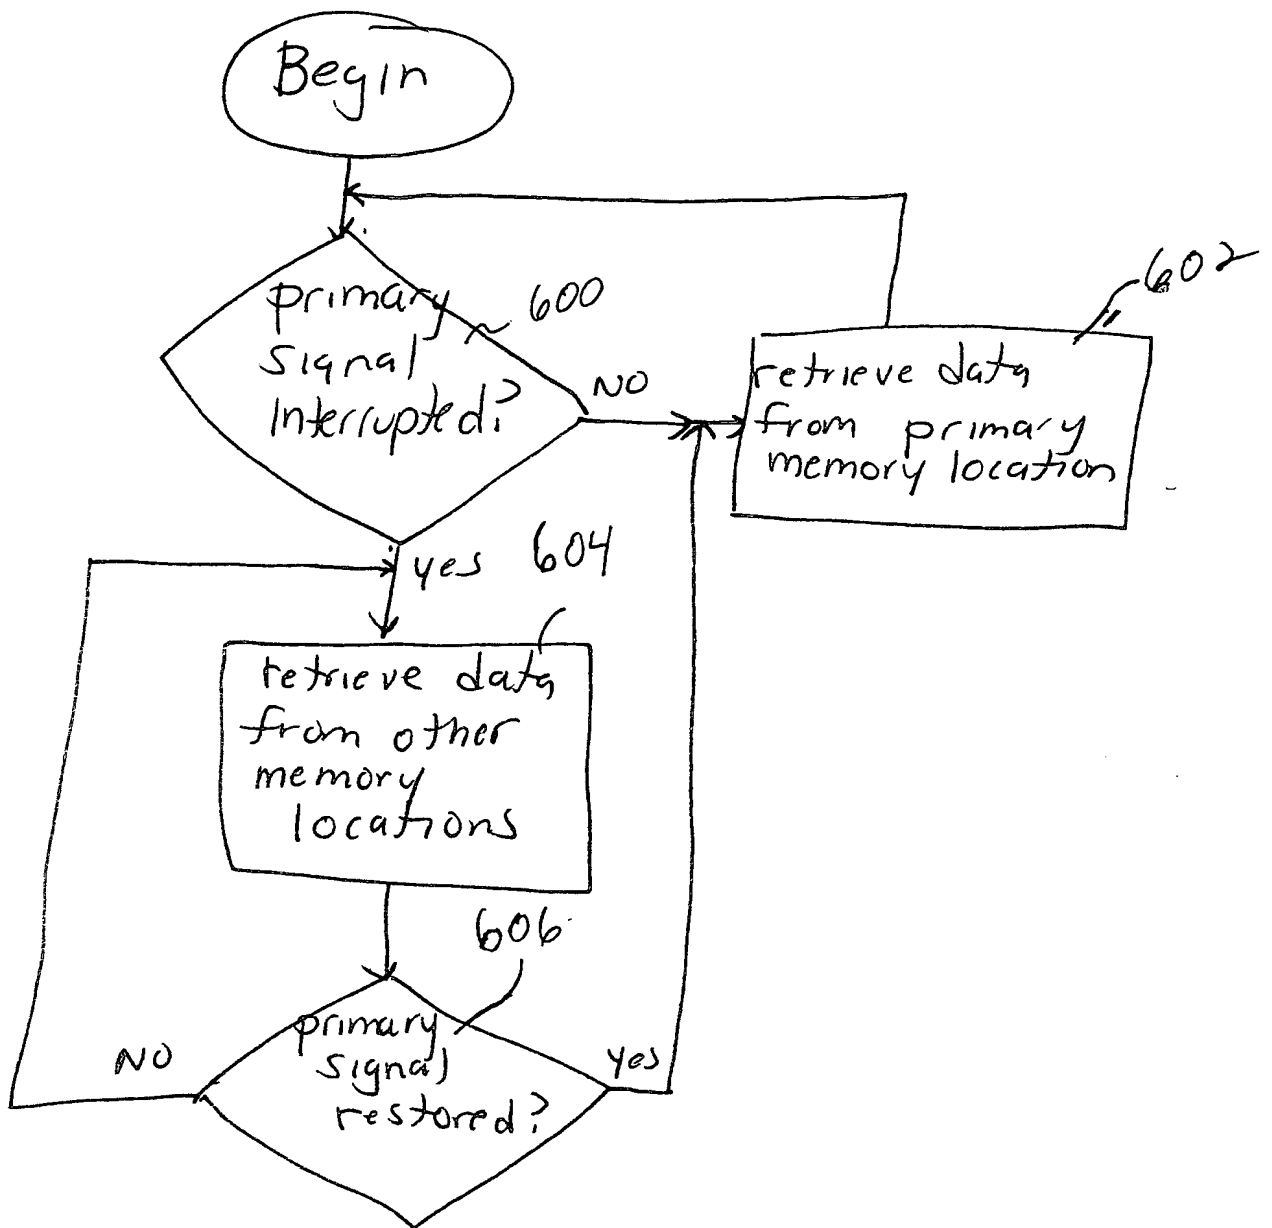 Begin
primary
signal
interrupted?
600
NO
602
retrieve data
from primary
memory location
yes
604
retrieve data
from other
memory
locations
606
primary
signal
restored?
NO
yes